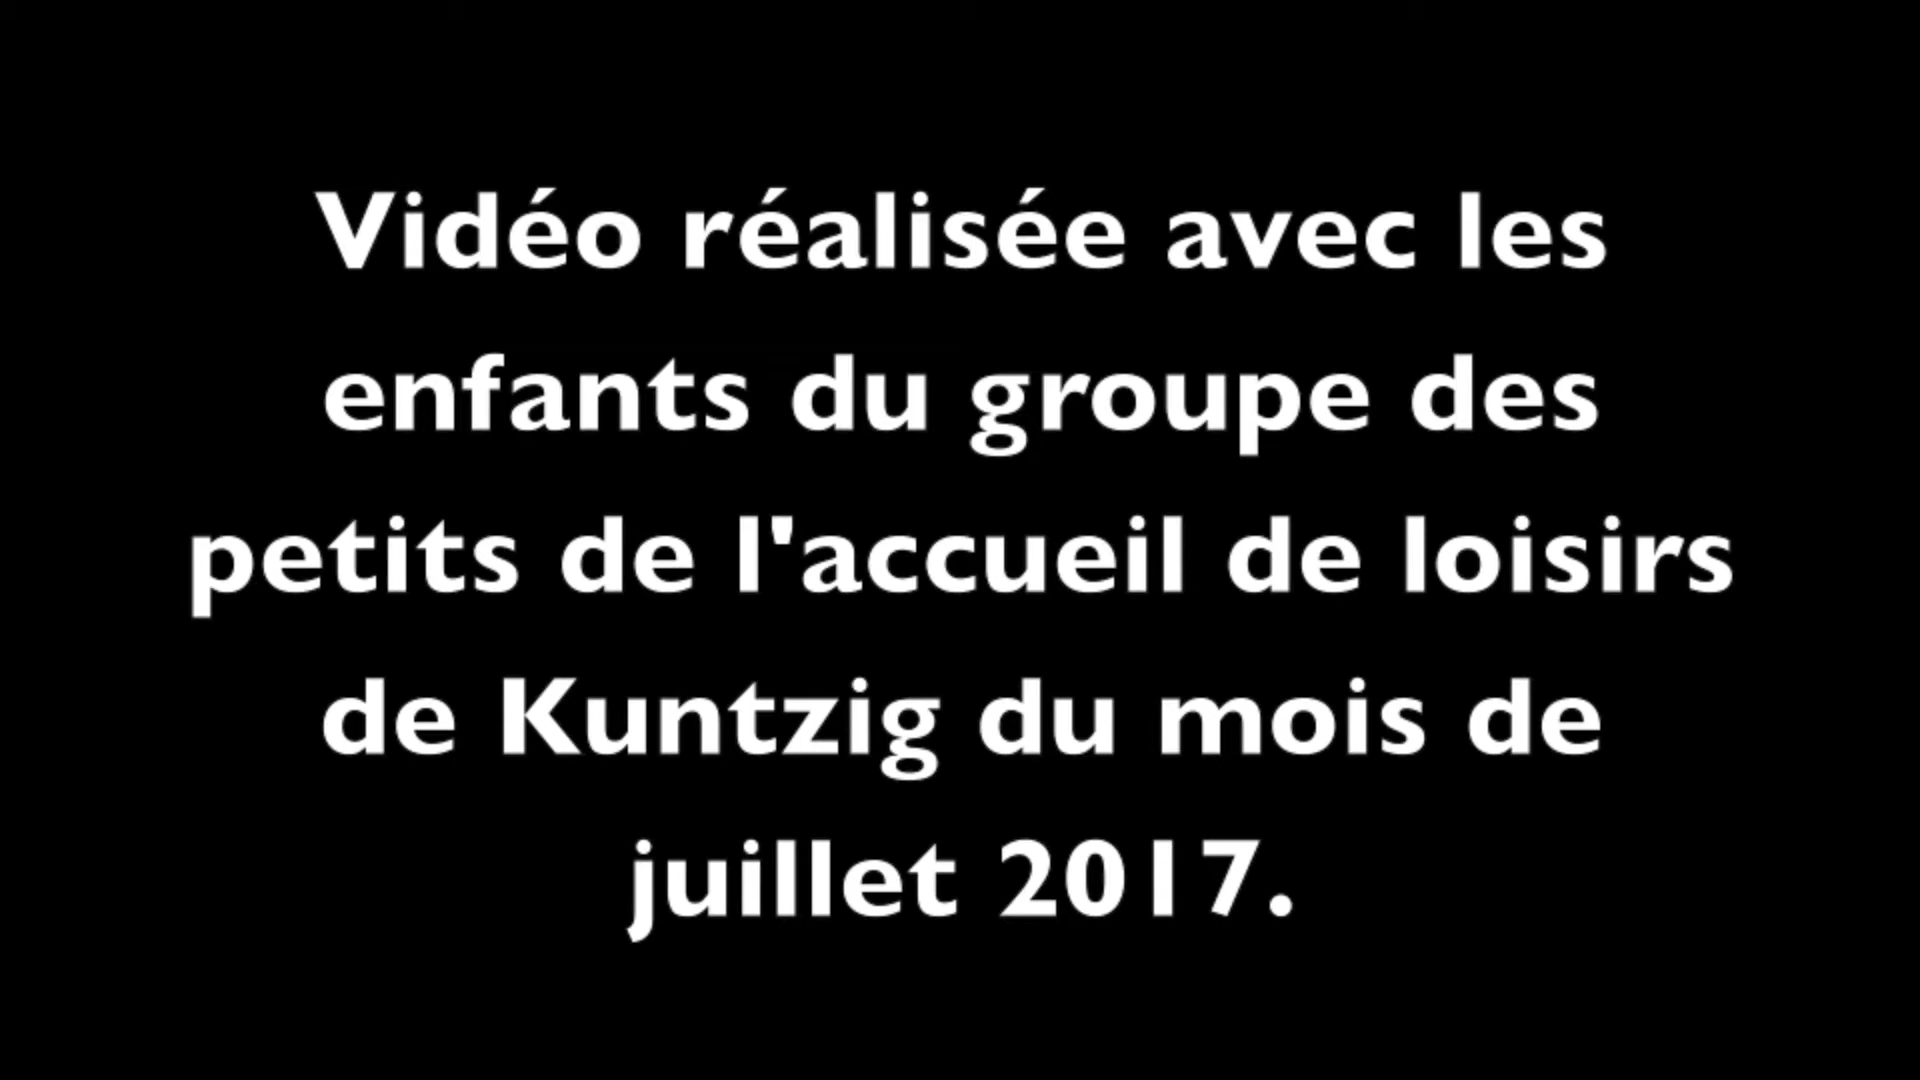 Vidéo réalisée avec les
enfants du groupe des
petits de l'accueil de loisirs
de Kuntzig du mois de
juillet 2017.